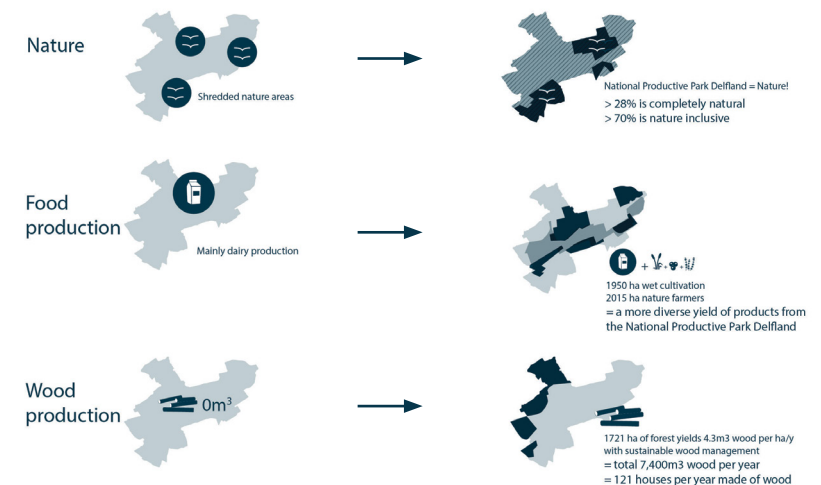 Nature
Shredded nature areas
National Productive Park Delfland = Nature!
> 28% is completely natural
> 70% is nature inclusive
Food
production
Mainly dairy production
+ + +
1950 ha wet cultivation
2015 ha nature farmers
= a more diverse yield of products from
the National Productive Park Delfland
Wood
production
0m³
1721 ha of forest yields 4.3m3 wood per ha/y
with sustainable wood management
= total 7,400m3 wood per year
= 121 houses per year made of wood